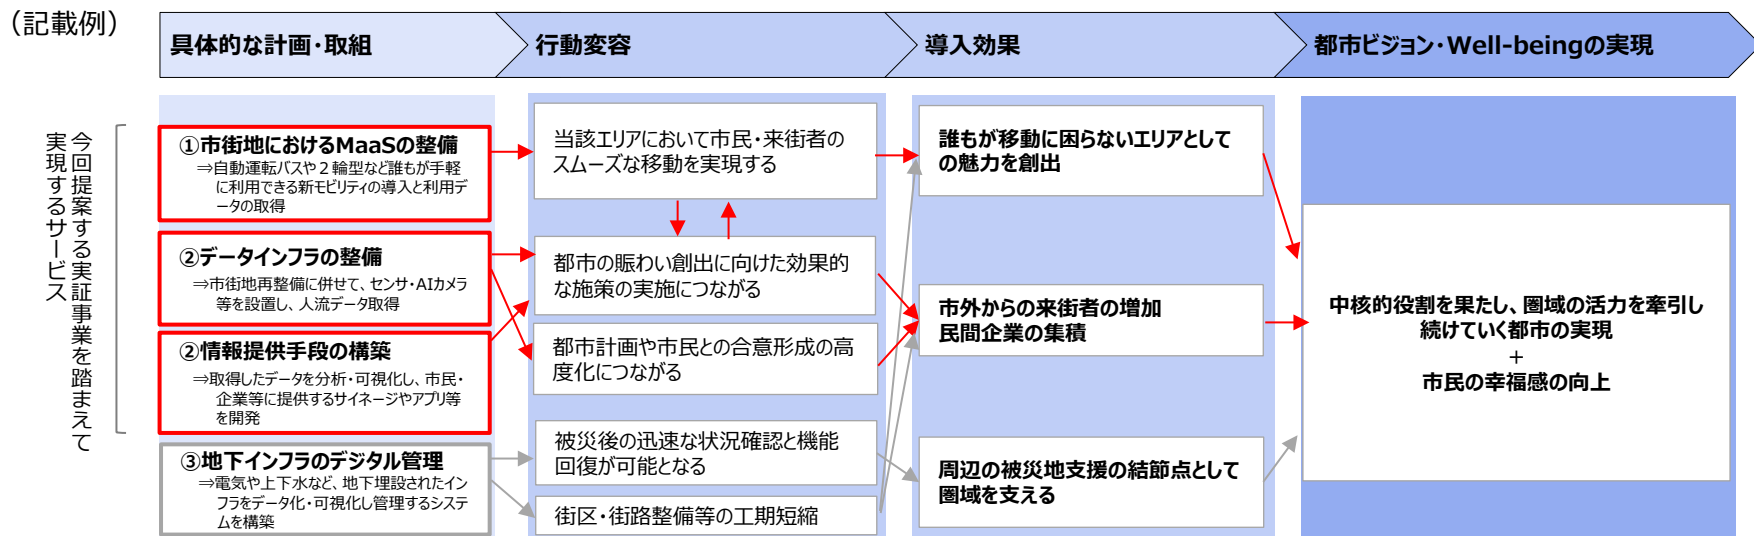 （記載例）
具体的な計画・取組
行動変容
導入効果
都市ビジョン・Well-beingの実現
今回提案する実証事業を踏まえて
実現するサービス
①市街地におけるMaaSの整備
⇒自動運転バスや２輪型など誰もが手軽
に利用できる新モビリティの導入と利用デ
ータの取得
②データインフラの整備
⇒市街地再整備に併せて、センサ・AIカメラ
等を設置し、人流データ取得
②情報提供手段の構築
⇒取得したデータを分析・可視化し、市民・
企業等に提供するサイネージやアプリ等
を開発
③地下インフラのデジタル管理
⇒電気や上下水など、地下埋設されたイン
フラをデータ化・可視化し管理するシステ
ムを構築
当該エリアにおいて市民・来街者の
スムーズな移動を実現する
都市の賑わい創出に向けた効果的
な施策の実施につながる
都市計画や市民との合意形成の高
度化につながる
被災後の迅速な状況確認と機能
回復が可能となる
街区・街路整備等の工期短縮
誰もが移動に困らないエリアとして
の魅力を創出
市外からの来街者の増加
民間企業の集積
周辺の被災地支援の結節点として
圏域を支える
中核的役割を果たし、圏域の活力を牽引し
続けていく都市の実現
+
市民の幸福感の向上